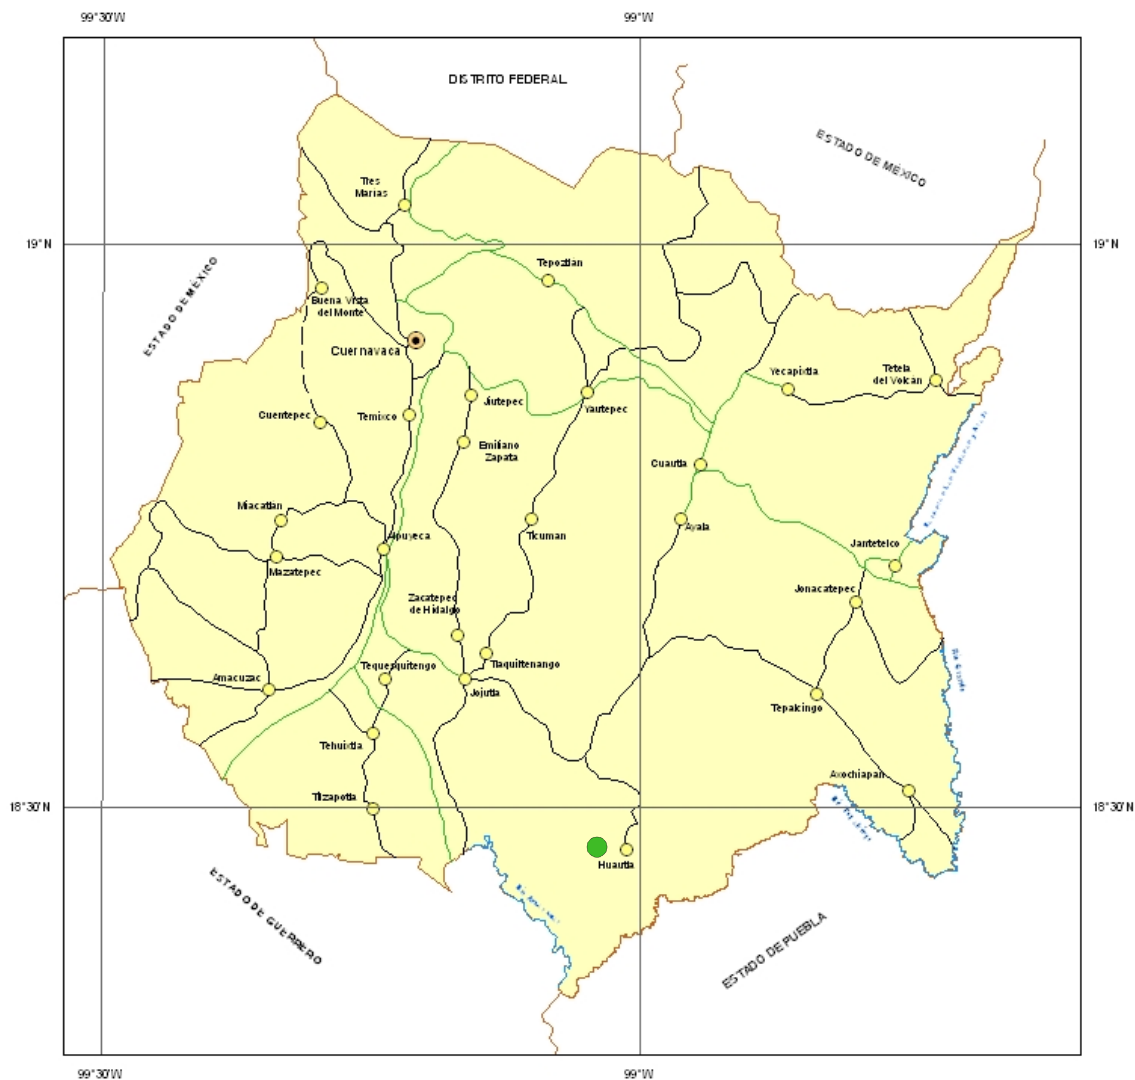 99°30'W
99°W
DISTRITO FEDERAL
ESTADO DE MÉXICO
Tres
Marías
19°N
19°N
Tepoztlan
ESTADO DE MÉXICO
Buena Vista
del Monte
Cuernavaca
Yecapixtla
Tetela
del Volcán
Cuentepec
Temixco
Jiutepec
Yautepec
Emiliano
Zapata
Cuautla
Miacatlan
Ticuman
Ayala
Alpuyeca
Jantetelco
Mazatepec
Jonacatepec
Zacatepec
de Hidalgo
Tequesquitengo
Tlaquiltenango
Amacuzac
Jojutla
Tepalcingo
Tehuixtla
Axochiapan
Tilzapotla
18°30'N
18°30'N
Huautla
ESTADO DE GUERRERO
ESTADO DE PUEBLA
99°30'W
99°W